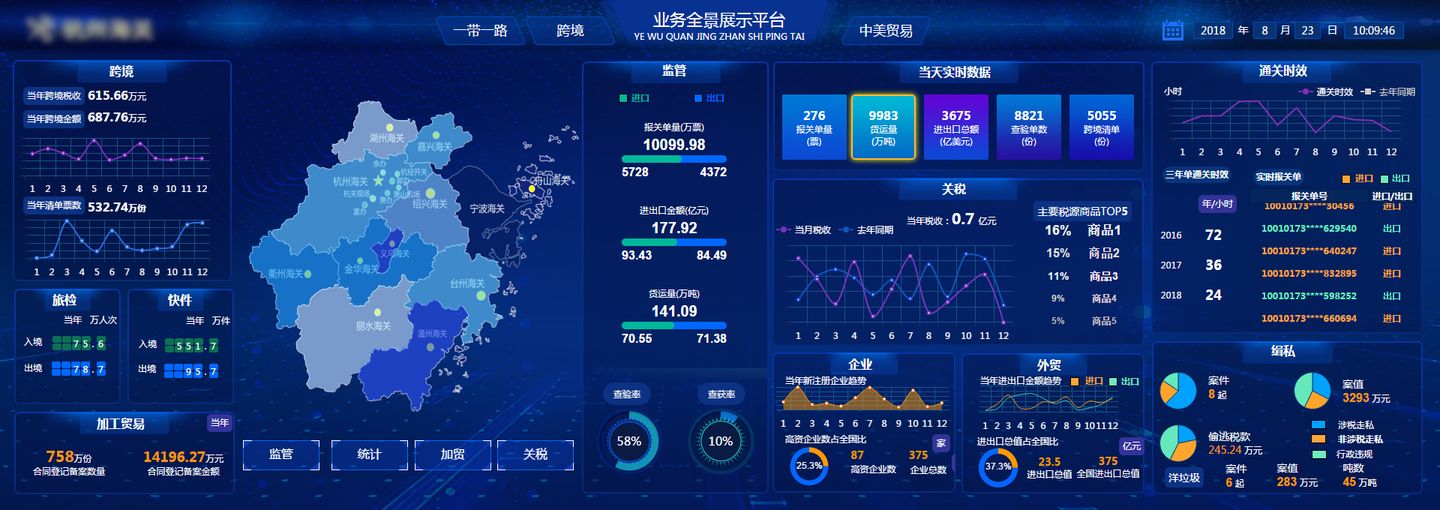 一带一路
跨境
业务全景展示平台
YE WU QUAN JING ZHAN SHI PING TAI
中美贸易
2018 年 8 月 23 日 10:09:46
跨境
当年跨境税收 615.66万元
当年跨境金额 687.76万元
1 2 3 4 5 6 7 8 9 10 11 12
当年清单票数 532.74万份
1 2 3 4 5 6 7 8 9 10 11 12
旅检
当年 万人次
入境 75.6
出境 78.7
快件
当年 万件
入境 551.7
出境 95.7
加工贸易
当年
758万份
合同登记备案数量
14196.27万元
合同登记备案金额
湖州海关
嘉兴海关
余办
杭州海关
杭经开关
邮办
杭关现场
萧山机场
萧办
富办
绍兴海关
舟山海关
宁波海关
义乌海关
金华海关
衢州海关
台州海关
丽水海关
温州海关
监管
统计
加贸
关税
监管
进口
出口
报关单量(万票)
10099.98
5728 4372
进出口金额(亿元)
177.92
93.43 84.49
货运量(万吨)
141.09
70.55 71.38
查验率
58%
查获率
10%
当天实时数据
276
报关单量
(票)
9983
货运量
(万吨)
3675
进出口总额
(亿美元)
8821
查验单数
(份)
5055
跨境清单
(份)
关税
当年税收：0.7 亿元
当月税收
去年同期
1 2 3 4 5 6 7 8 9 10 11 12
主要税源商品TOP5
16% 商品1
15% 商品2
11% 商品3
9% 商品4
5% 商品5
企业
当年新注册企业趋势
1 2 3 4 5 6 7 8 9 10 11 12
高资企业数占全国比
家
25.3%
87
高资企业数
375
企业总数
外贸
当年进出口金额趋势
进口
出口
1 2 3 4 5 6 7 8 9 10 11 12
进出口总值占全国比
亿元
37.3%
23.5
进出口总值
375
全国进出口总值
通关时效
小时
通关时效
去年同期
1 2 3 4 5 6 7 8 9 10 11 12
三年单通关时效
年/小时
2016 72
2017 36
2018 24
实时报关单
进口
出口
报关单号 进口/出口
10010173****30456 进口
10010173****629540 出口
10010173****640247 进口
10010173****832895 进口
10010173****598252 出口
10010173****660694 进口
缉私
案件
8 起
案值
3293 万元
偷逃税款
245.24 万元
涉税走私
非涉税走私
行政违规
洋垃圾
案件
6 起
案值
283 万元
吨数
45 万吨